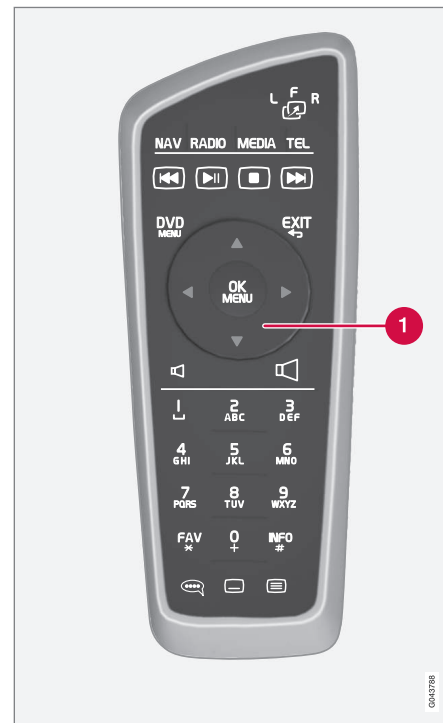 L F R
NAV RADIO MEDIA TEL
DVD MENU EXIT
OK MENU
1
1 2 ABC 3 DEF
4 GHI 5 JKL 6 MNO
7 PQRS 8 TUV 9 WXYZ
FAV * 0 + INFO #
G043788